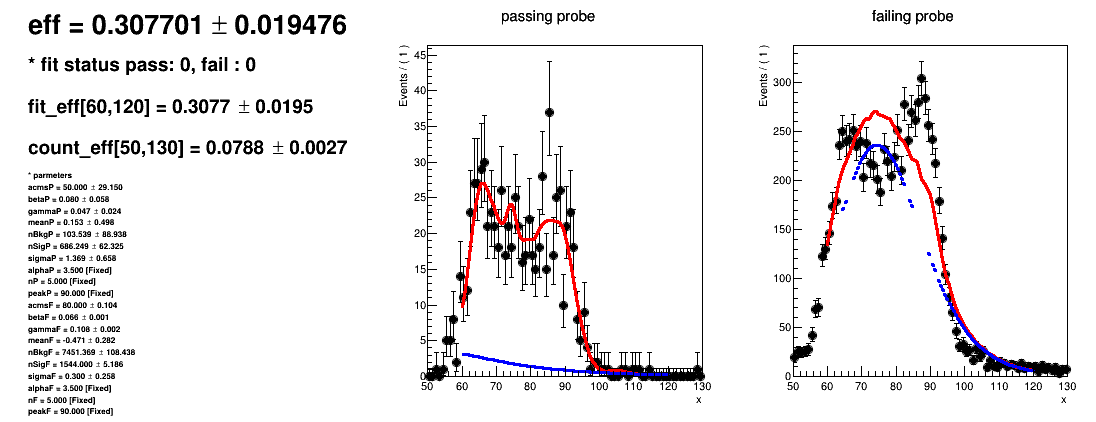 eff = 0.307701 ± 0.019476
* fit status pass: 0, fail : 0
fit_eff[60,120] = 0.3077 ± 0.0195
count_eff[50,130] = 0.0788 ± 0.0027
* parmeters
acmsP = 50.000 ± 29.150
betaP = 0.080 ± 0.058
gammaP = 0.047 ± 0.024
meanP = 0.153 ± 0.498
nBkgP = 103.539 ± 88.938
nSigP = 686.249 ± 62.325
sigmaP = 1.369 ± 0.658
alphaP = 3.500 [Fixed]
nP = 5.000 [Fixed]
peakP = 90.000 [Fixed]
acmsF = 80.000 ± 0.104
betaF = 0.066 ± 0.001
gammaF = 0.108 ± 0.002
meanF = -0.471 ± 0.282
nBkgF = 7451.369 ± 108.438
nSigF = 1544.000 ± 5.186
sigmaF = 0.300 ± 0.258
alphaF = 3.500 [Fixed]
nF = 5.000 [Fixed]
peakF = 90.000 [Fixed]
passing probe
Events / ( 1 )
45
40
35
30
25
20
15
10
5
0
50 60 70 80 90 100 110 120 130
x
failing probe
Events / ( 1 )
300
250
200
150
100
50
0
50 60 70 80 90 100 110 120 130
x